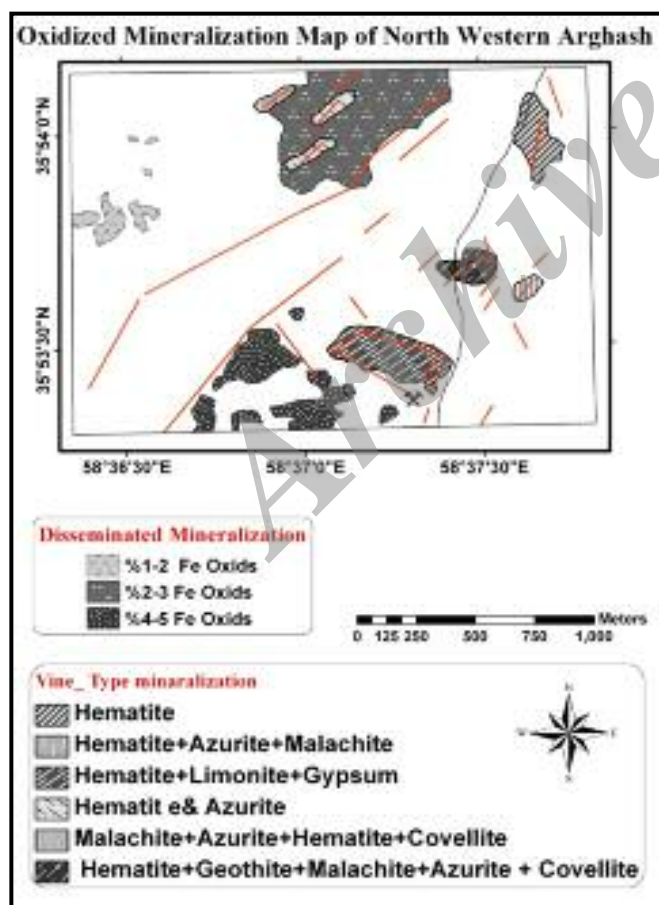 Oxidized Mineralization Map of North Western Arghash
35°54'0"N
35°53'30"N
58°36'30"E 58°37'0"E 58°37'30"E
Archive
Disseminated Mineralization
%1-2 Fe Oxids
%2-3 Fe Oxids
%4-5 Fe Oxids
Meters
0 125 250 500 750 1,000
Vine_ Type minaralization
Hematite
Hematite+Azurite+Malachite
Hematite+Limonite+Gypsum
Hematit e& Azurite
Malachite+Azurite+Hematite+Covellite
Hematite+Geothite+Malachite+Azurite + Covellite
N
W E
S